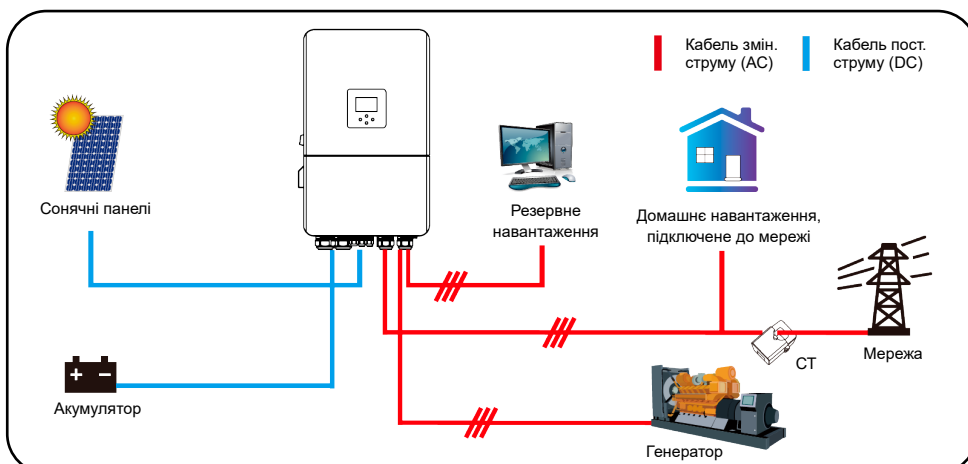 Кабель змін.
струму (AC)
Кабель пост.
струму (DC)
Сонячні панелі
Резервне
навантаження
Домашнє навантаження,
підключене до мережі
Мережа
CT
Акумулятор
Генератор